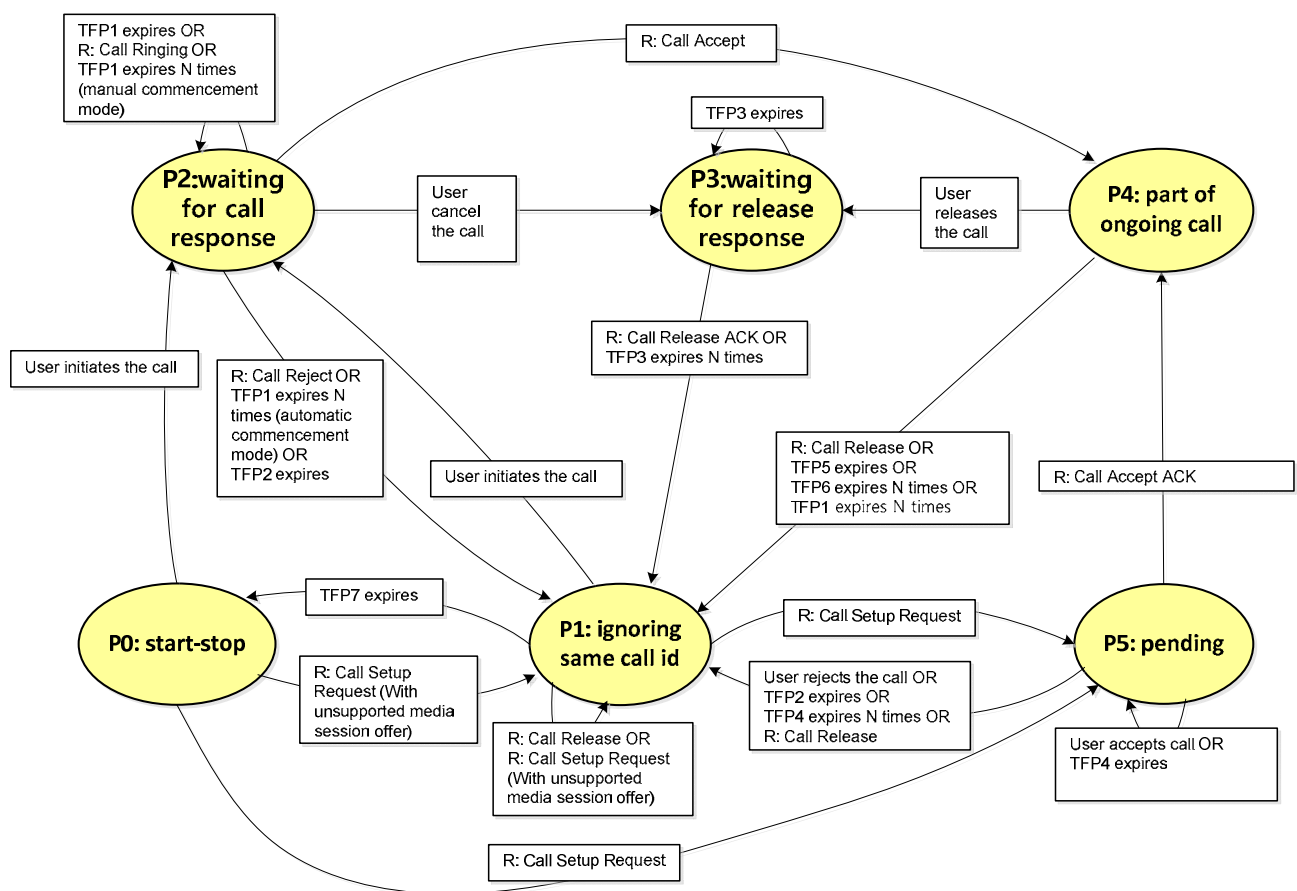 TFP1 expires OR
R: Call Ringing OR
TFP1 expires N times
(manual commencement
mode)
R: Call Accept
TFP3 expires
P2:waiting
for call
response
User
cancel
the call
P3:waiting
for release
response
User
releases
the call
P4: part of
ongoing call
User initiates the call
R: Call Reject OR
TFP1 expires N
times (automatic
commencement
mode) OR
TFP2 expires
User initiates the call
R: Call Release ACK OR
TFP3 expires N times
R: Call Release OR
TFP5 expires OR
TFP6 expires N times OR
TFP1 expires N times
R: Call Accept ACK
P0: start-stop
TFP7 expires
R: Call Setup
Request (With
unsupported media
session offer)
P1: ignoring
same call id
R: Call Release OR
R: Call Setup Request
(With unsupported
media session offer)
R: Call Setup Request
User rejects the call OR
TFP2 expires OR
TFP4 expires N times OR
R: Call Release
P5: pending
User accepts call OR
TFP4 expires
R: Call Setup Request